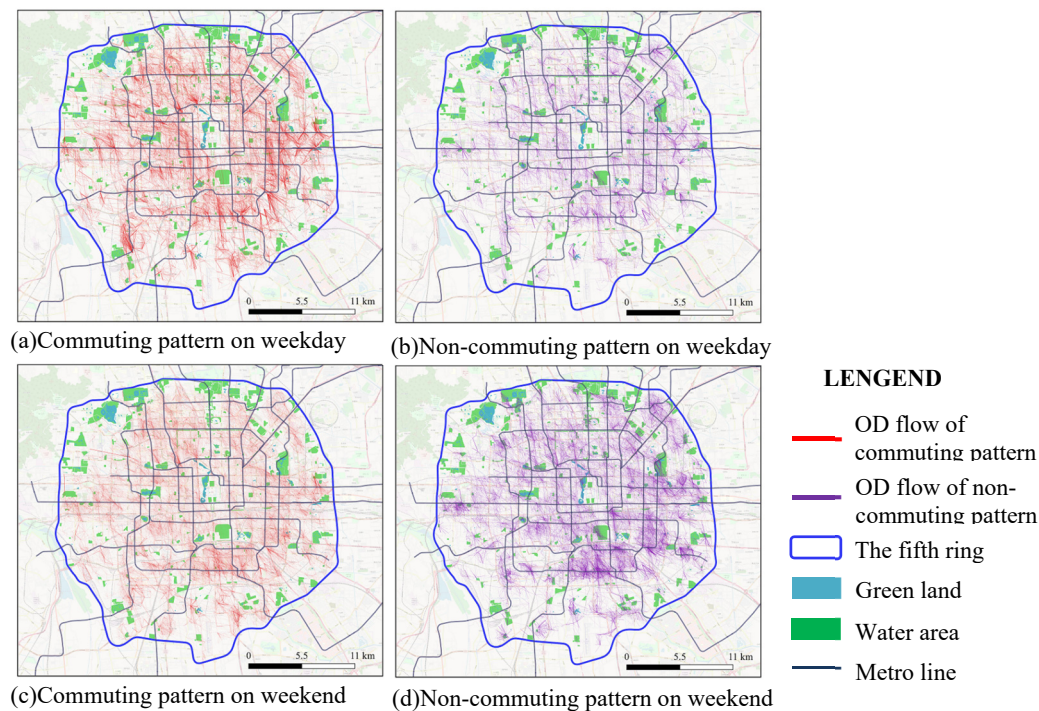 0 5.5 11 km
0 5.5 11 km
(a)Commuting pattern on weekday
(b)Non-commuting pattern on weekday
LENGEND
OD flow of
commuting pattern
OD flow of non-
commuting pattern
The fifth ring
Green land
Water area
Metro line
0 5.5 11 km
0 5.5 11 km
(c)Commuting pattern on weekend
(d)Non-commuting pattern on weekend